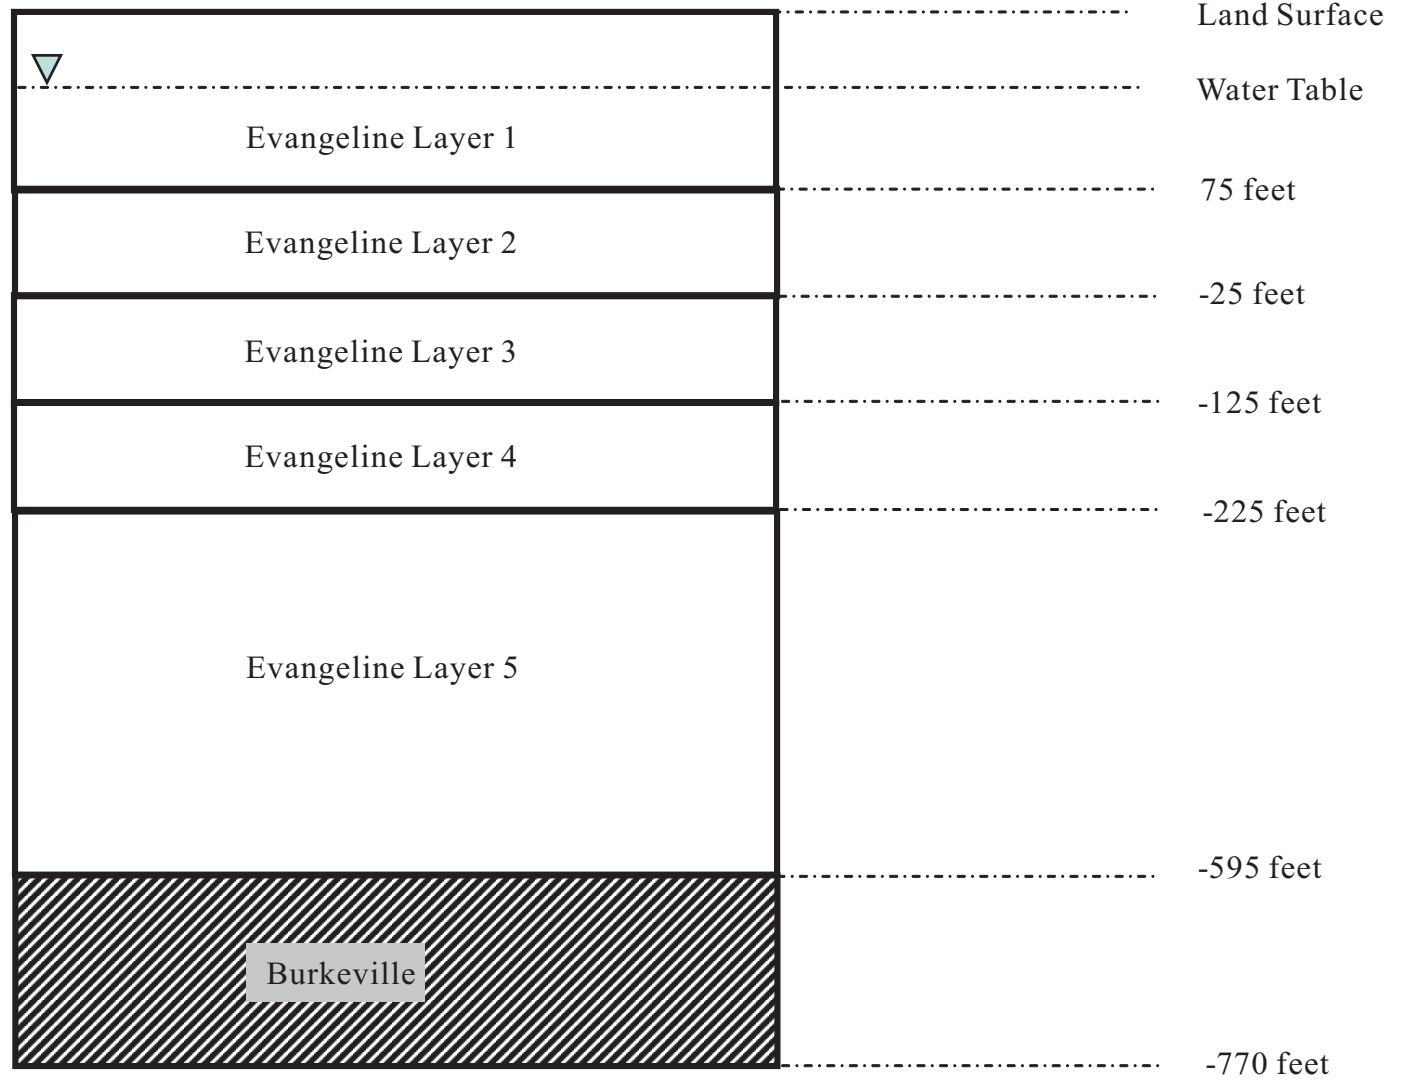 Land Surface
Water Table
Evangeline Layer 1
75 feet
Evangeline Layer 2
-25 feet
Evangeline Layer 3
-125 feet
Evangeline Layer 4
-225 feet
Evangeline Layer 5
-595 feet
Burkeville
-770 feet